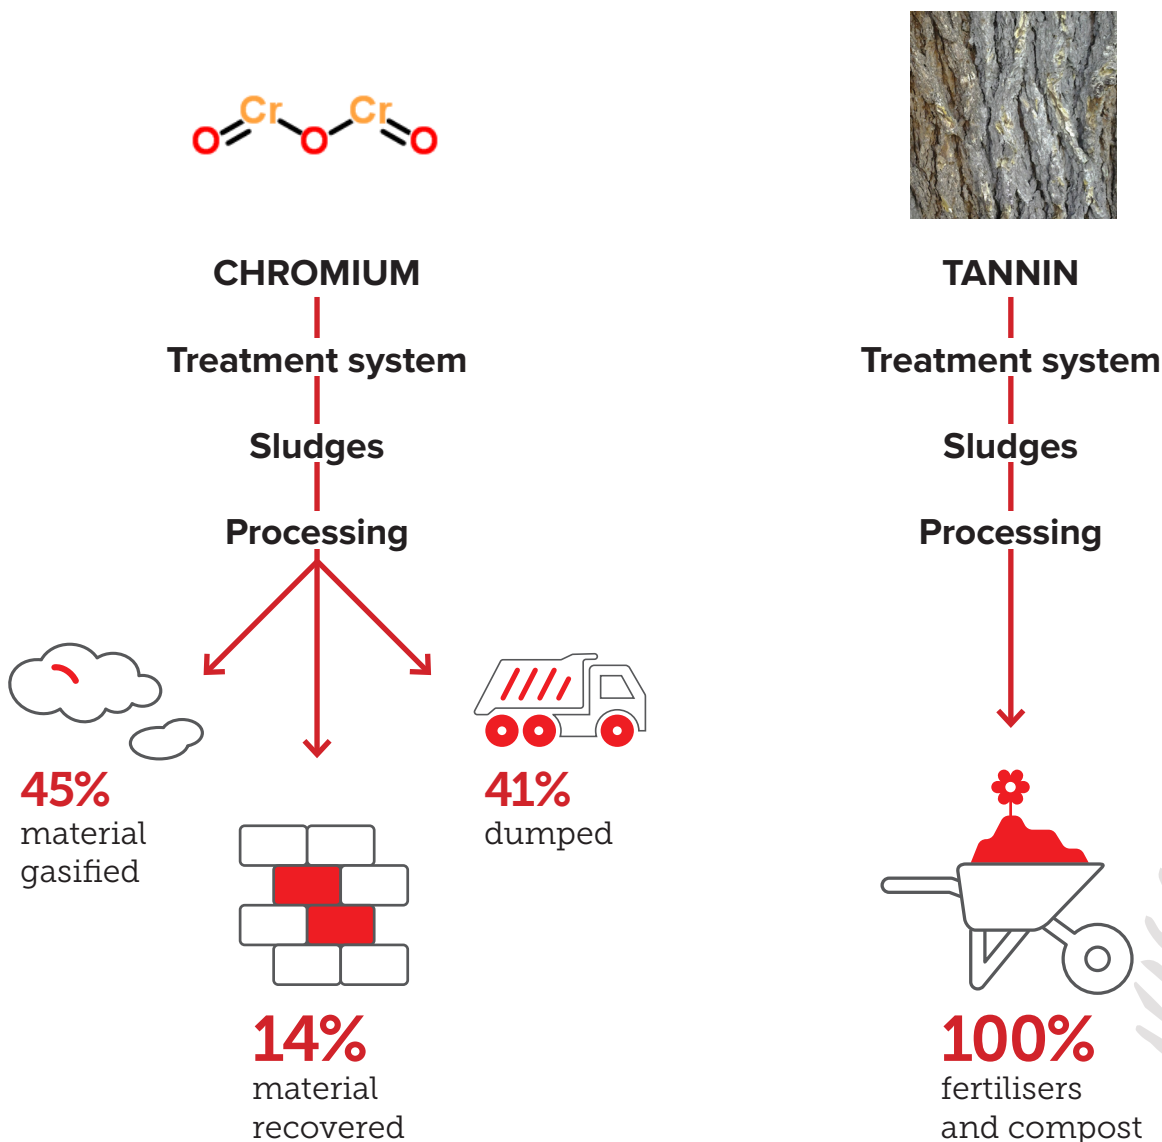 Cr Cr
O O O
CHROMIUM
Treatment system
Sludges
Processing
45%
material
gasified
41%
dumped
14%
material
recovered
TANNIN
Treatment system
Sludges
Processing
100%
fertilisers
and compost